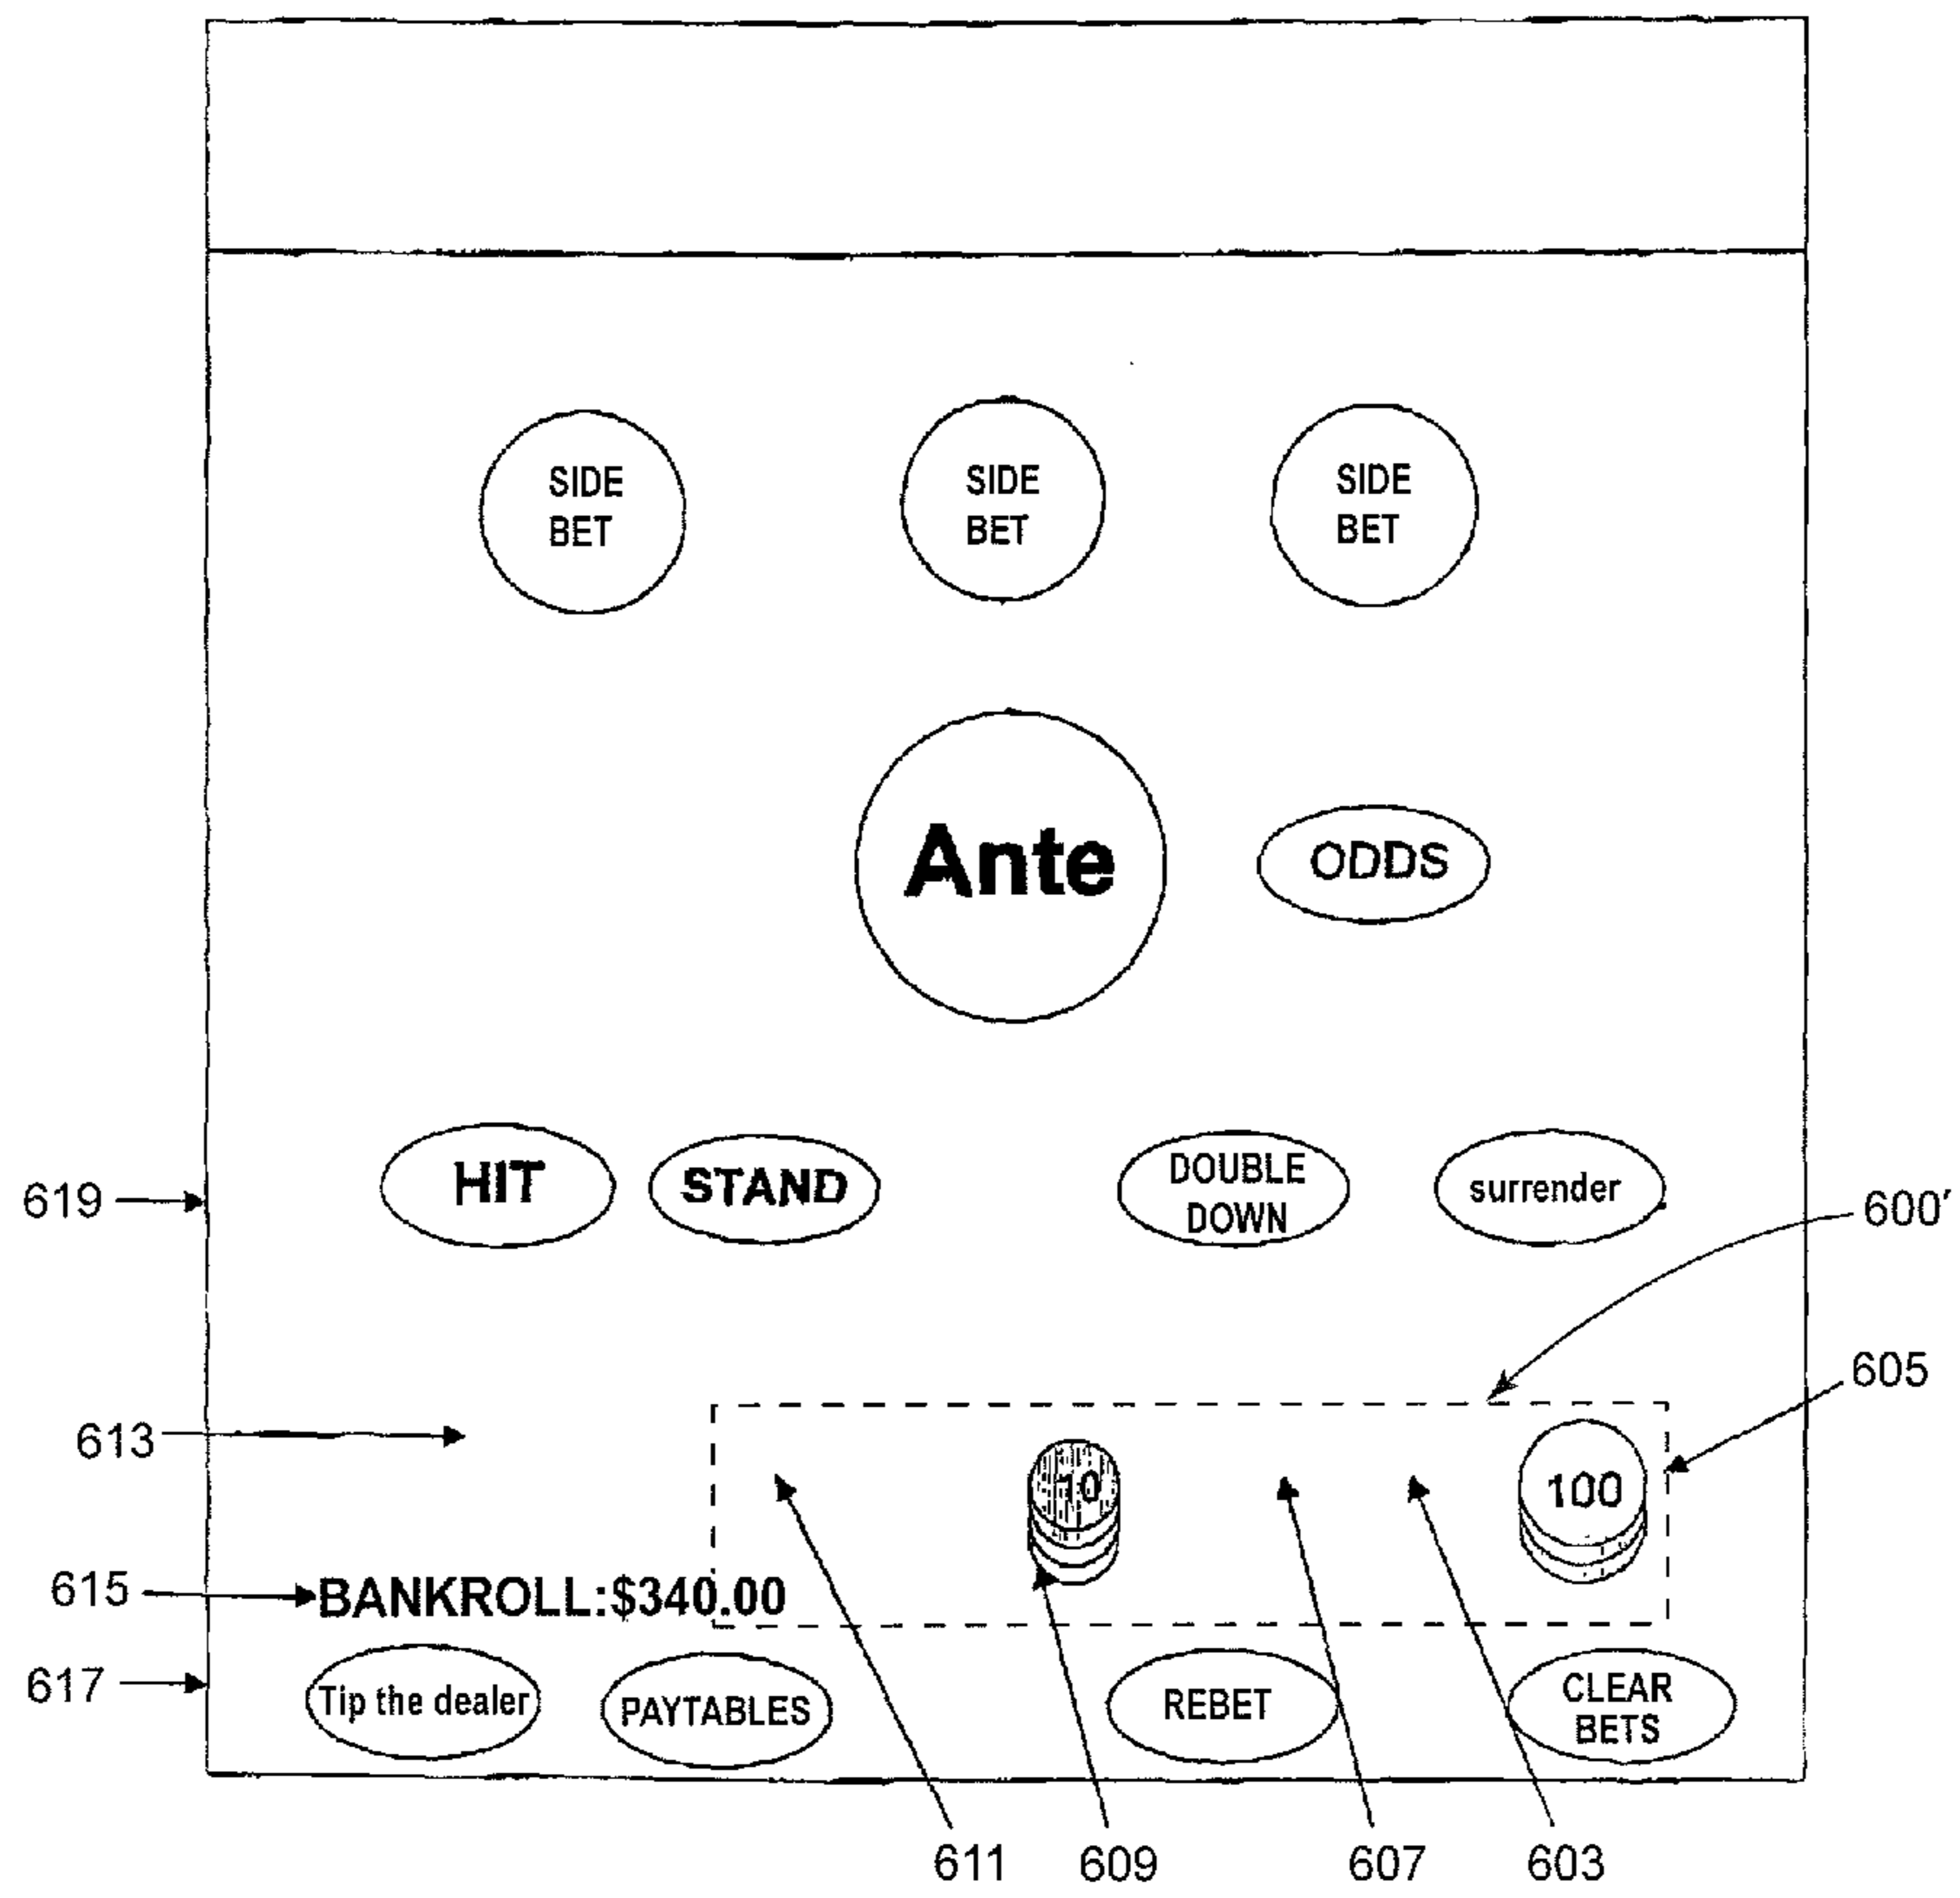 SIDE
BET
SIDE
BET
SIDE
BET
Ante
ODDS
HIT
STAND
DOUBLE
DOWN
surrender
619
600'
605
613
10
100
615
BANKROLL:$340.00
617
Tip the dealer
PAYTABLES
REBET
CLEAR
BETS
611
609
607
603